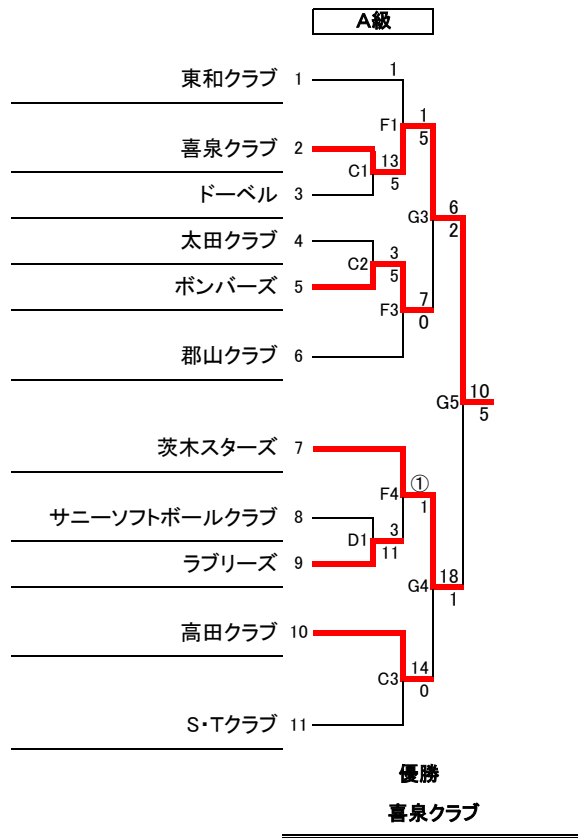 A級
東和クラブ 1
1
F1 1
5
喜泉クラブ 2
C1 13
5
ドーベル 3
G3 6
2
太田クラブ 4
C2 3
5
ボンバーズ 5
F3 7
0
郡山クラブ 6
G5 10
5
茨木スターズ 7
F4 ①
1
サニーソフトボールクラブ 8
D1 3
11
ラブリーズ 9
G4 18
1
高田クラブ 10
C3 14
0
S・Tクラブ 11
優勝
喜泉クラブ